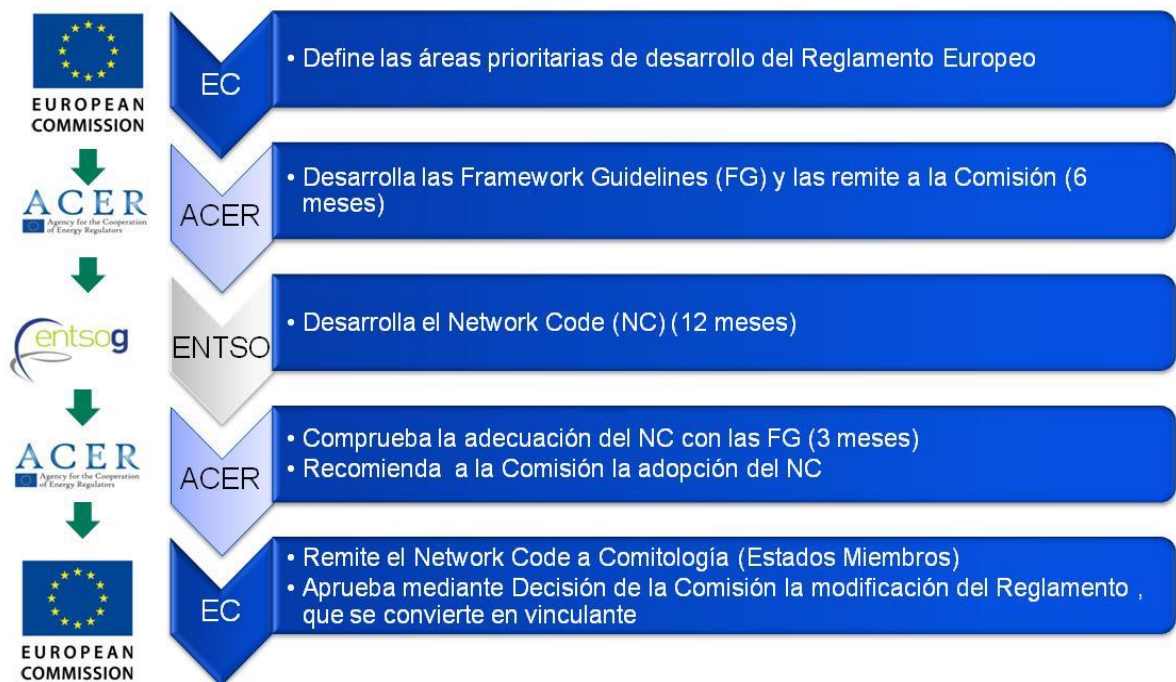 EUROPEAN
COMMISSION
EC
• Define las áreas prioritarias de desarrollo del Reglamento Europeo
ACER
Agency for the Cooperation
of Energy Regulators
ACER
• Desarrolla las Framework Guidelines (FG) y las remite a la Comisión (6
meses)
entsog
ENTSO
• Desarrolla el Network Code (NC) (12 meses)
ACER
Agency for the Cooperation
of Energy Regulators
ACER
• Comprueba la adecuación del NC con las FG (3 meses)
• Recomienda a la Comisión la adopción del NC
EUROPEAN
COMMISSION
EC
• Remite el Network Code a Comitología (Estados Miembros)
• Aprueba mediante Decisión de la Comisión la modificación del Reglamento ,
que se convierte en vinculante